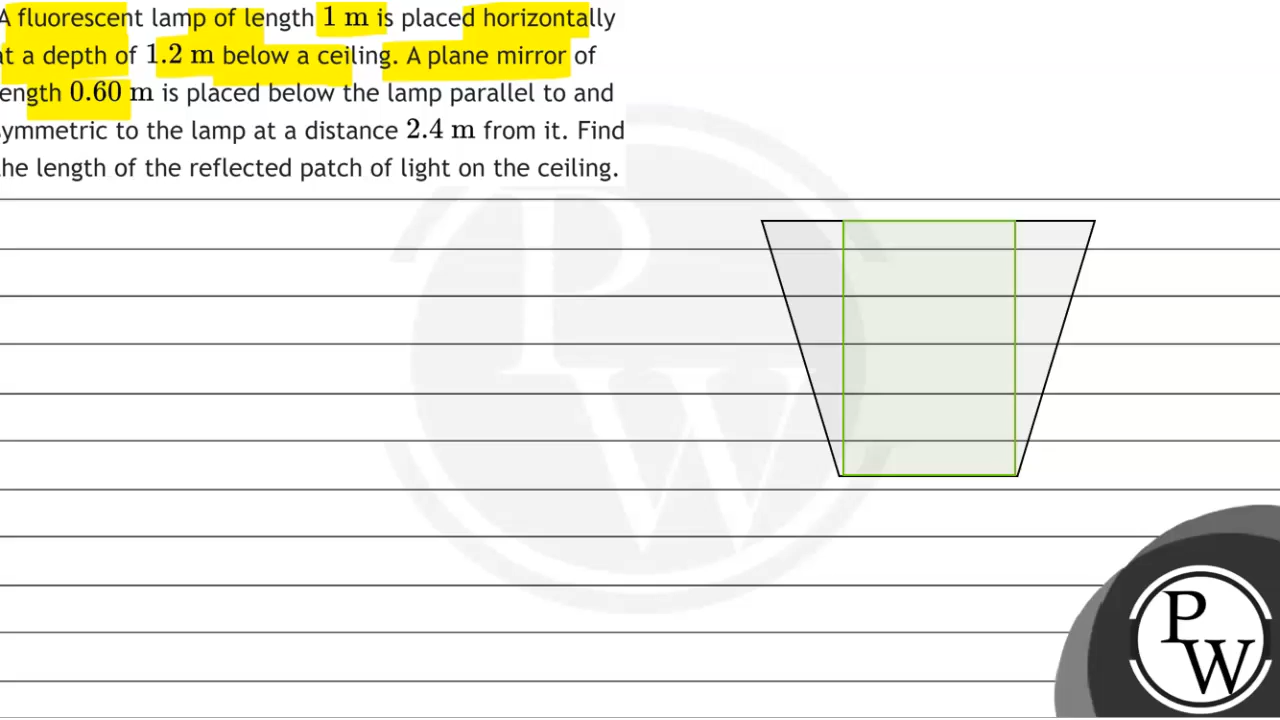 A fluorescent lamp of length 1 m is placed horizontally
at a depth of 1.2 m below a ceiling. A plane mirror of
ength 0.60 m is placed below the lamp parallel to and
symmetric to the lamp at a distance 2.4 m from it. Find
the length of the reflected patch of light on the ceiling.
P
W
P
W